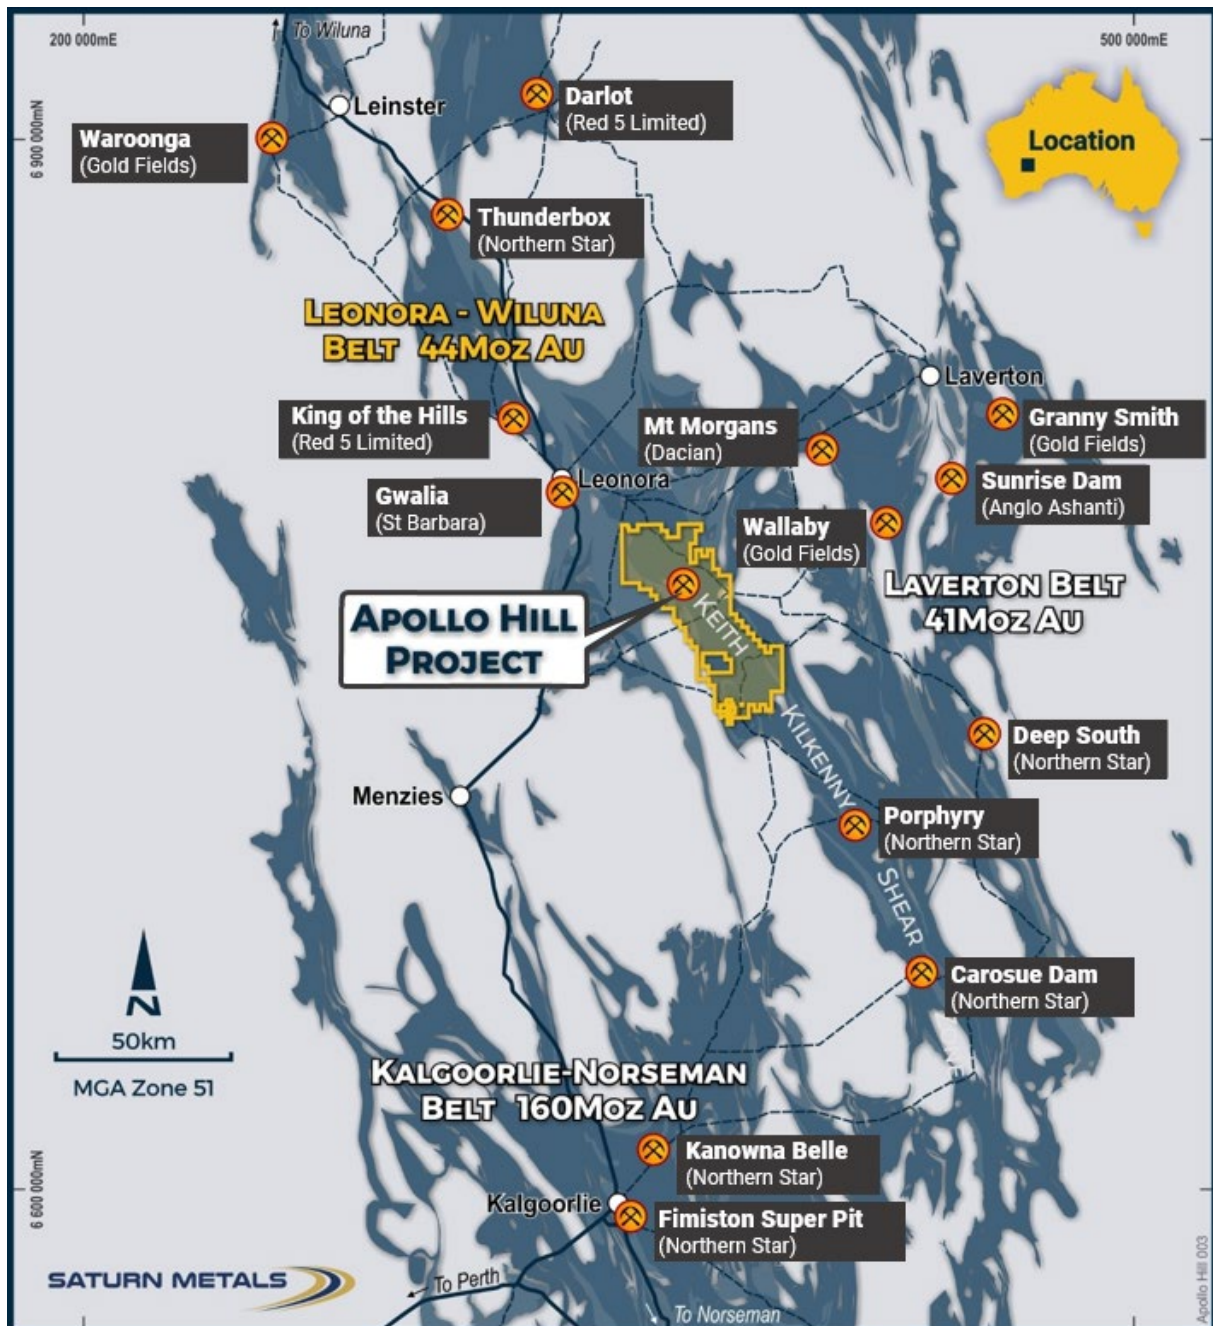 200 000mE
500 000mE
To Wiluna
6 900 000mN
Leinster
Darlot
(Red 5 Limited)
Waroonga
(Gold Fields)
Location
Thunderbox
(Northern Star)
LEONORA - WILUNA
BELT 44MOZ AU
Laverton
King of the Hills
(Red 5 Limited)
Mt Morgans
(Dacian)
Granny Smith
(Gold Fields)
Leonora
Gwalia
(St Barbara)
Sunrise Dam
(Anglo Ashanti)
Wallaby
(Gold Fields)
LAVERTON BELT
41MOZ AU
APOLLO HILL
PROJECT
KEITH
KILKENNY
SHEAR
ZONE
Deep South
(Northern Star)
Menzies
Porphyry
(Northern Star)
Carosue Dam
(Northern Star)
N
50km
MGA Zone 51
KALGOORLIE-NORSEMAN
BELT 160MOZ AU
Kanowna Belle
(Northern Star)
6 600 000mN
Kalgoorlie
Fimiston Super Pit
(Northern Star)
SATURN METALS
To Perth
To Norseman
Apollo Hill 003